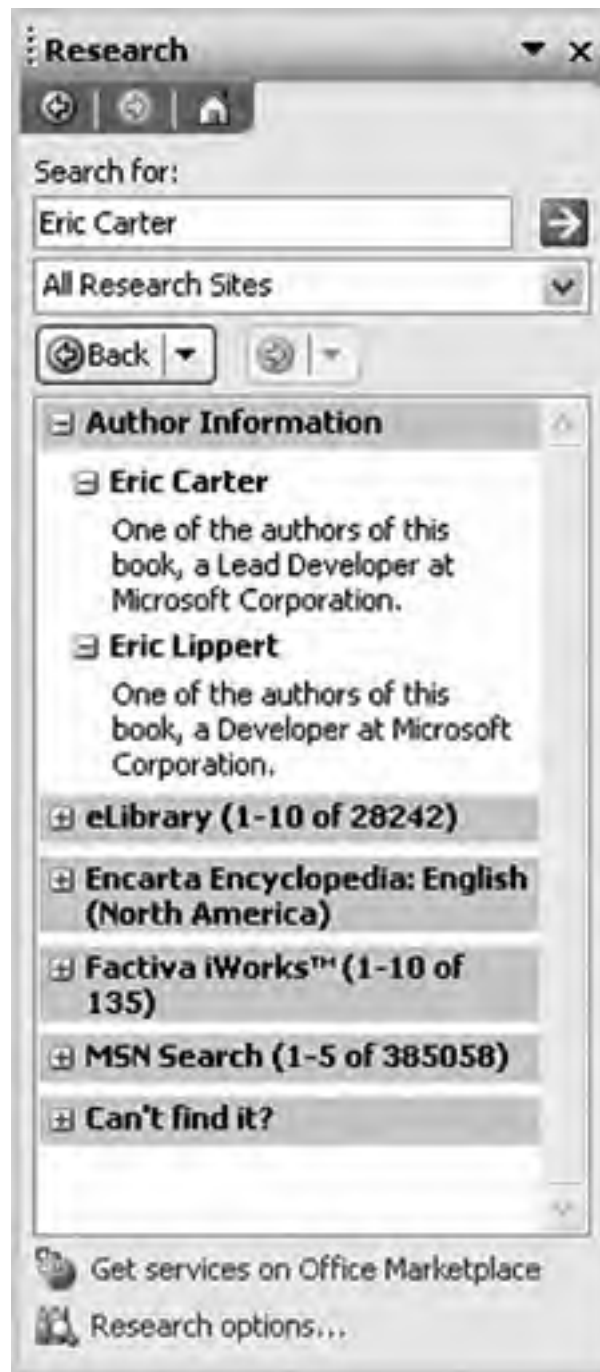 Research
Search for:
Eric Carter
All Research Sites
Back
Author Information
Eric Carter
One of the authors of this
book, a Lead Developer at
Microsoft Corporation.
Eric Lippert
One of the authors of this
book, a Developer at Microsoft
Corporation.
eLibrary (1-10 of 28242)
Encarta Encyclopedia: English
(North America)
Factiva iWorks™ (1-10 of
135)
MSN Search (1-5 of 385058)
Can't find it?
Get services on Office Marketplace
Research options...